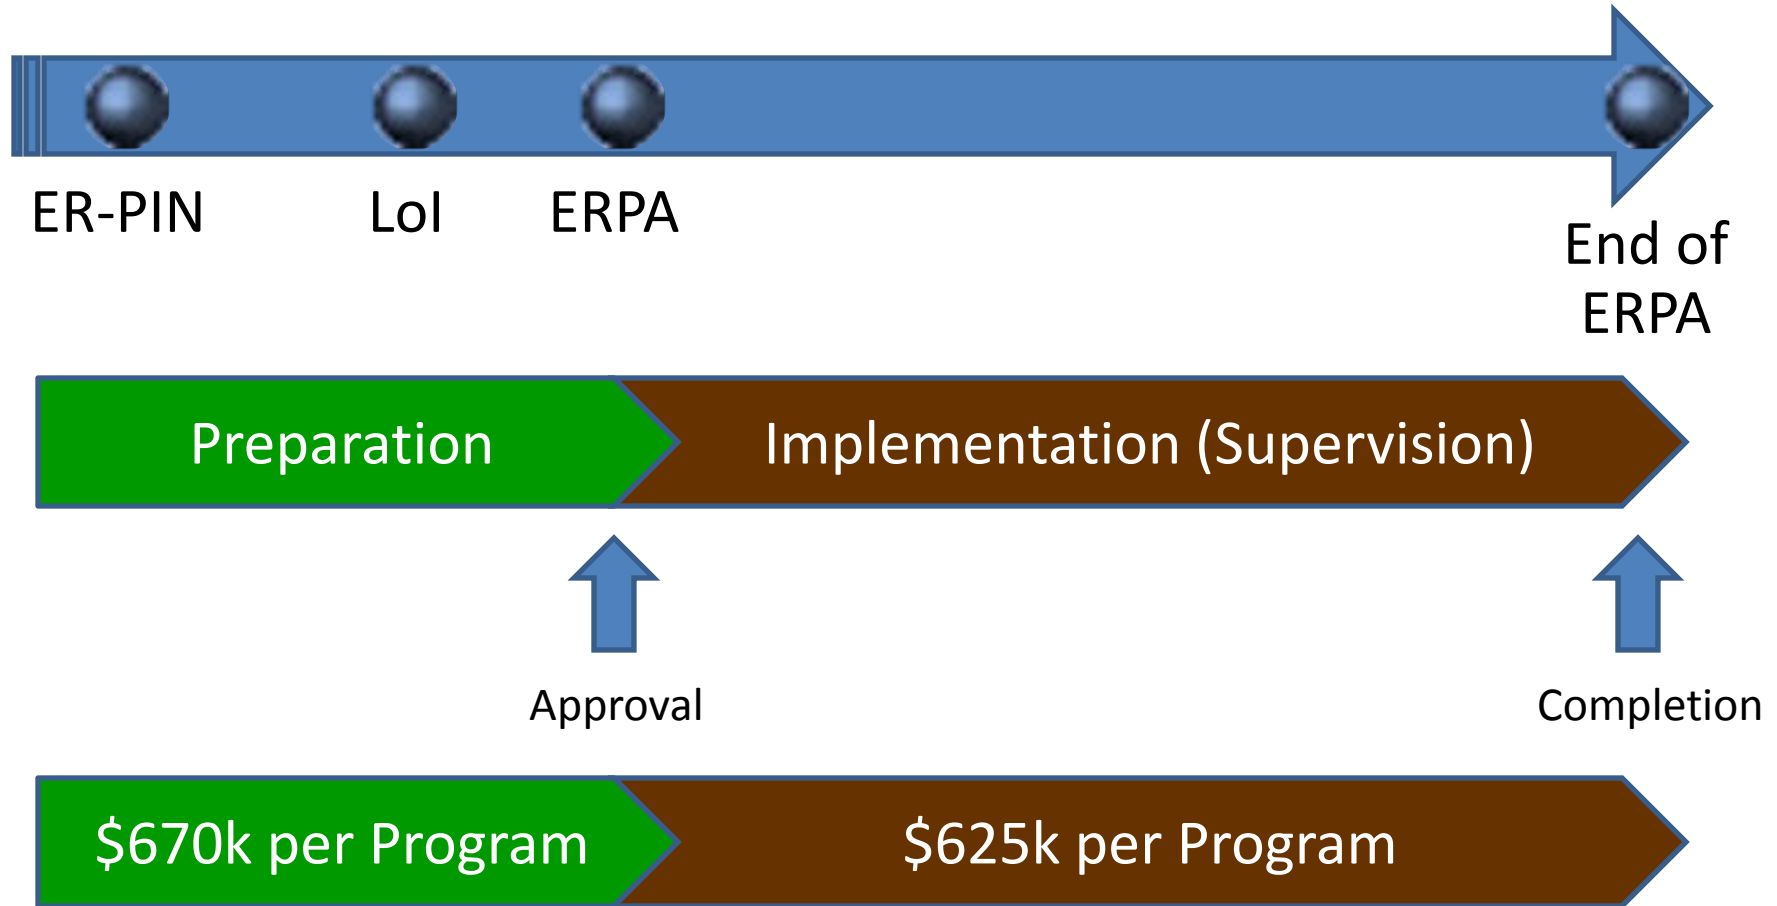 ER-PIN LoI ERPA
End of
ERPA
Preparation Implementation (Supervision)
Approval Completion
$670k per Program $625k per Program